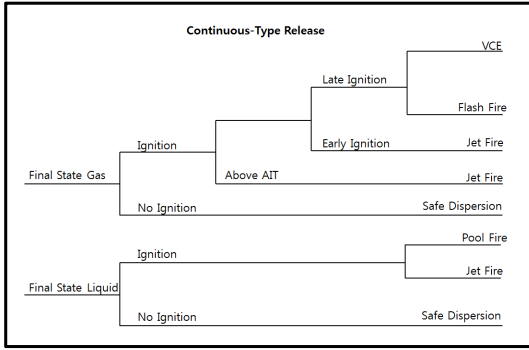 Continuous-Type Release
VCE
Late Ignition
Flash Fire
Ignition
Early Ignition
Jet Fire
Final State Gas
Above AIT
Jet Fire
No Ignition
Safe Dispersion
Pool Fire
Ignition
Jet Fire
Final State Liquid
No Ignition
Safe Dispersion